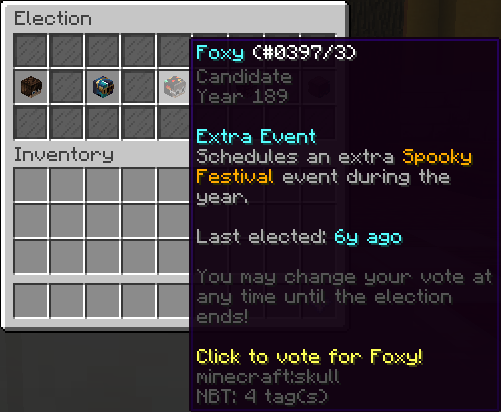 Election
Foxy (#0397/3)
Candidate
Year 189
Extra Event
Schedules an extra Spooky
Festival event during the
year.
Last elected: 6y ago
You may change your vote at
any time until the election
ends!
Click to vote for Foxy!
minecraft:skull
NBT: 4 tag(s)
Inventory